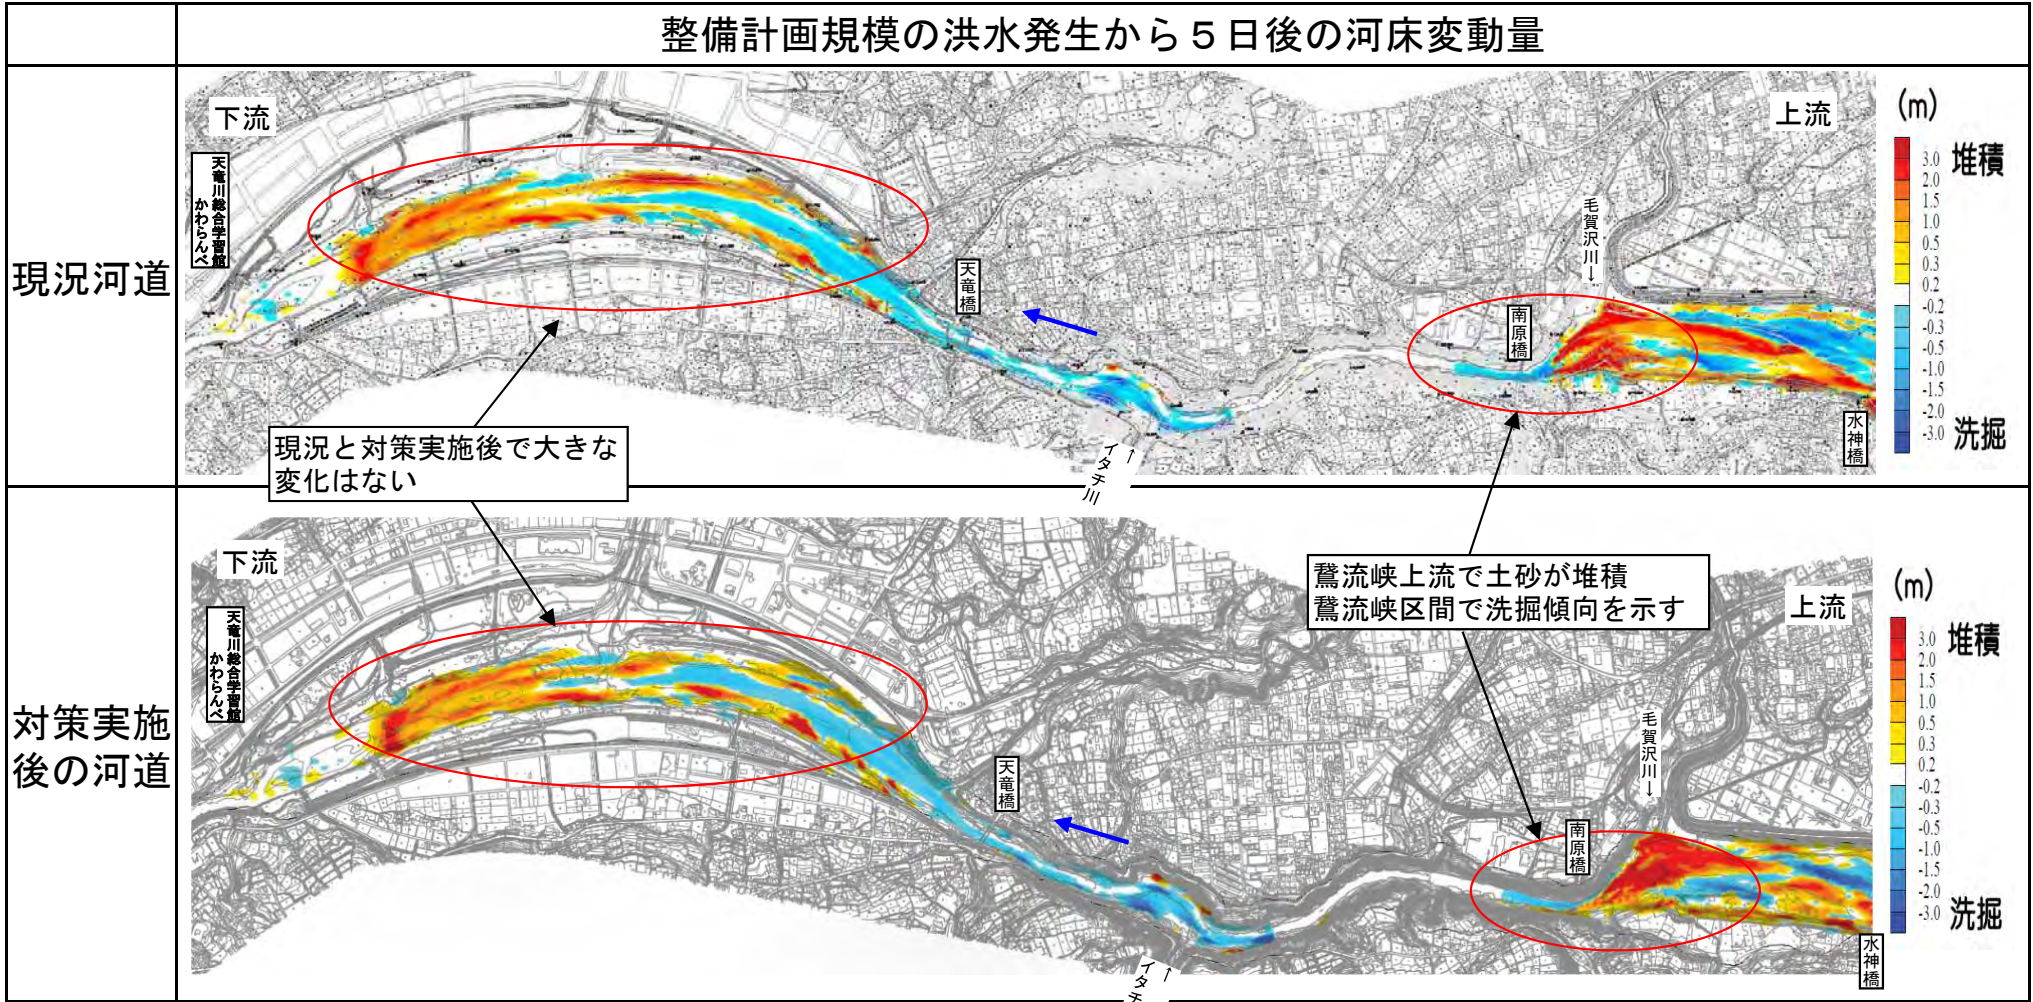 整備計画規模の洪水発生から５日後の河床変動量
現況河道
下流
上流
天竜川総合学習館
かわらんべ
天竜橋
南原橋
毛賀沢川→
水神橋
イタチ川→
(m)
3.0
2.0
1.5
1.0
0.5
0.3
0.2
-0.2
-0.3
-0.5
-1.0
-1.5
-2.0
-3.0
堆積
洗掘
現況と対策実施後で大きな
変化はない
鵞流峡上流で土砂が堆積
鵞流峡区間で洗掘傾向を示す
対策実施
後の河道
下流
上流
天竜川総合学習館
かわらんべ
天竜橋
南原橋
毛賀沢川→
水神橋
イタチ→
(m)
3.0
2.0
1.5
1.0
0.5
0.3
0.2
-0.2
-0.3
-0.5
-1.0
-1.5
-2.0
-3.0
堆積
洗掘